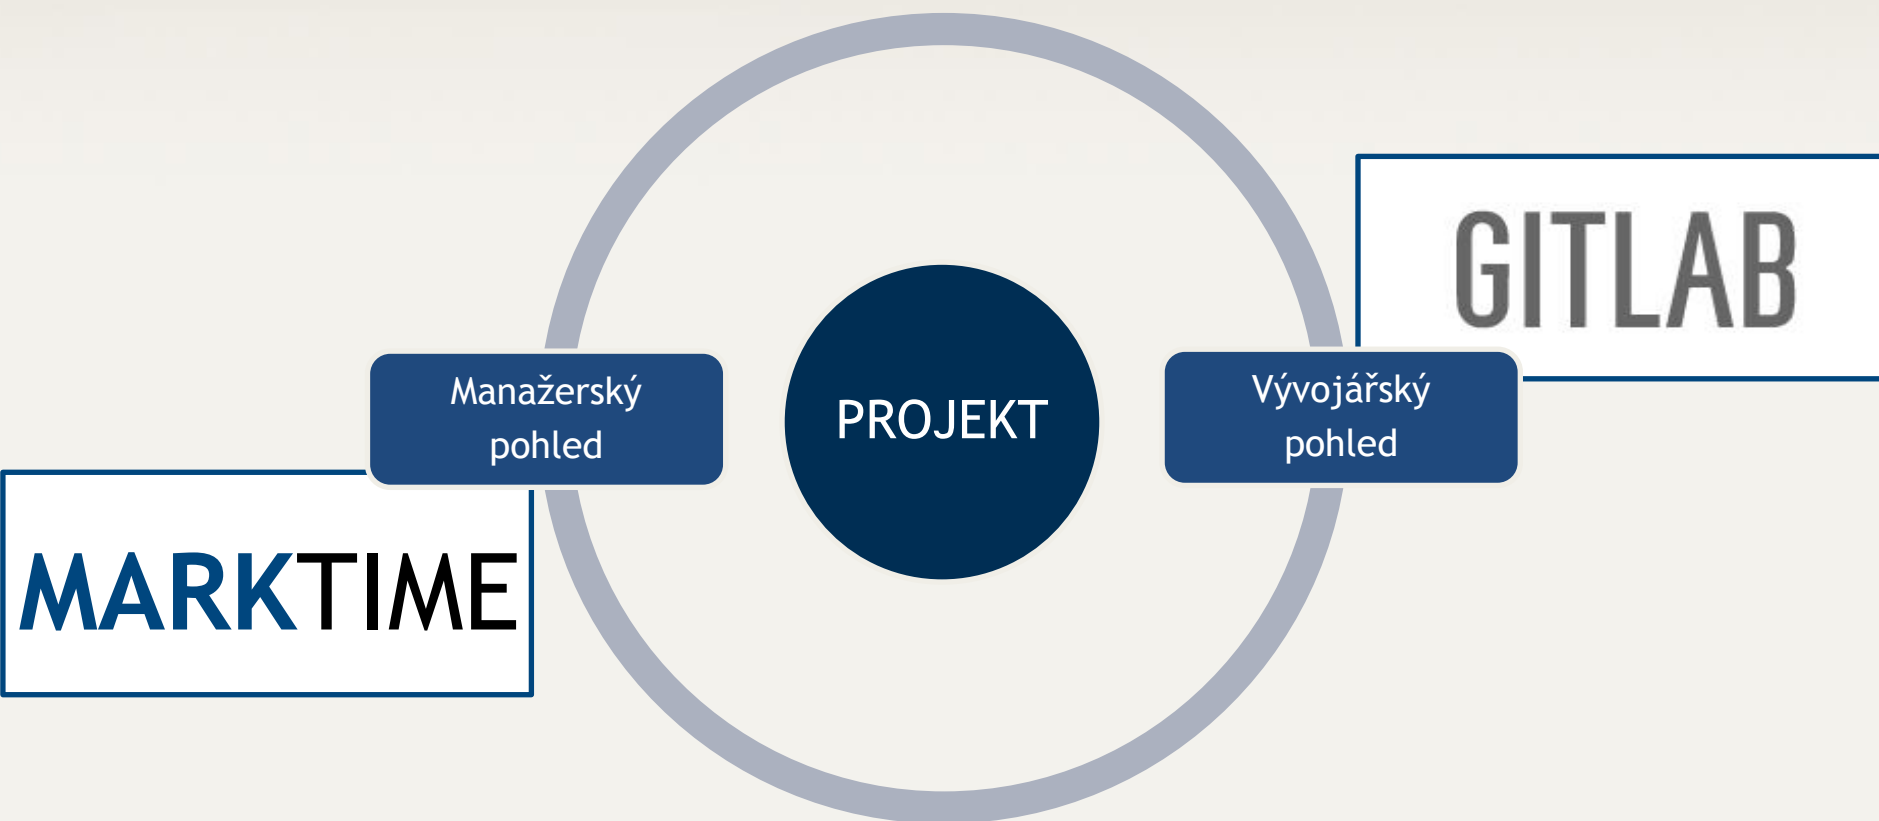 GITLAB
Manažerský
pohled
PROJEKT
Vývojářský
pohled
MARKTIME